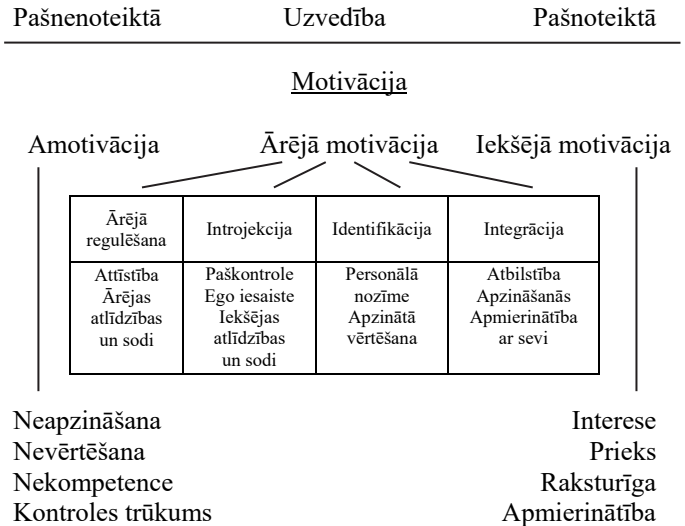 Pašnenoteiktā Uzvedība Pašnoteiktā
Motivācija
Amotivācija Ārējā motivācija Iekšējā motivācija
Ārējā
regulēšana
Introjekcija
Identifikācija
Integrācija
Attīstība
Ārējas
atlīdzības
un sodi
Paškontrole
Ego iesaiste
Iekšējas
atlīdzības
un sodi
Personālā
nozīme
Apzinātā
vērtēšana
Atbilstība
Apzināšanās
Apmierinātība
ar sevi
Neapzināšana
Nevērtēšana
Nekompetence
Kontroles trūkums
Interese
Prieks
Raksturīga
Apmierinātība